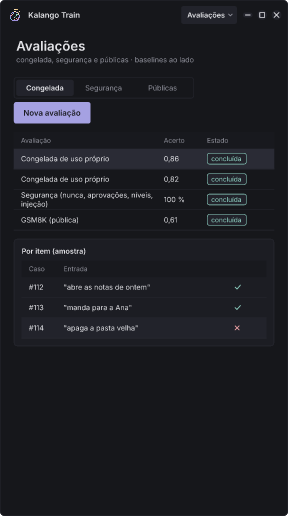 Kalango Train
Avaliações
Avaliações
congelada, segurança e públicas · baselines ao lado
Congelada
Segurança
Públicas
Nova avaliação
Avaliação Acerto Estado
Congelada de uso próprio 0,86 concluída
Congelada de uso próprio 0,82 concluída
Segurança (nunca, aprovações, níveis,
injeção) 100 % concluída
GSM8K (pública) 0,61 concluída
Por item (amostra)
Caso Entrada
#112 "abre as notas de ontem" ✓
#113 "manda para a Ana" ✓
#114 "apaga a pasta velha" ✕